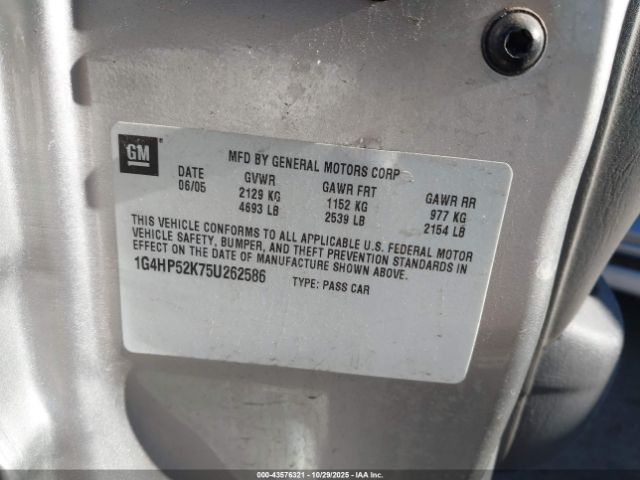 GM
MFD BY GENERAL MOTORS CORP
DATE GVWR GAWR FRT GAWR RR
06/05 2129 KG 1152 KG 977 KG
4693 LB 2539 LB 2154 LB
THIS VEHICLE CONFORMS TO ALL APPLICABLE U.S. FEDERAL MOTOR
VEHICLE SAFETY, BUMPER, AND THEFT PREVENTION STANDARDS IN
EFFECT ON THE DATE OF MANUFACTURE SHOWN ABOVE.
1G4HP52K75U262586 TYPE: PASS CAR
000-43576321 - 10/29/2025 - IAAI Copyright